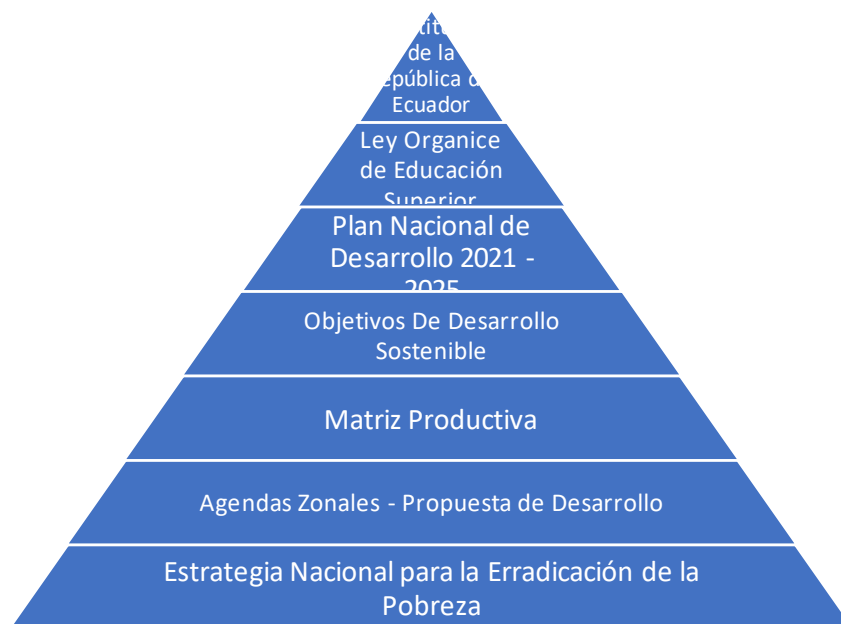 de la
Ecuador
Ley Organice
de Educación
Superior
Plan Nacional de
Desarrollo 2021 -
2025
Objetivos De Desarrollo
Sostenible
Matriz Productiva
Agendas Zonales - Propuesta de Desarrollo
Estrategia Nacional para la Erradicación de la
Pobreza